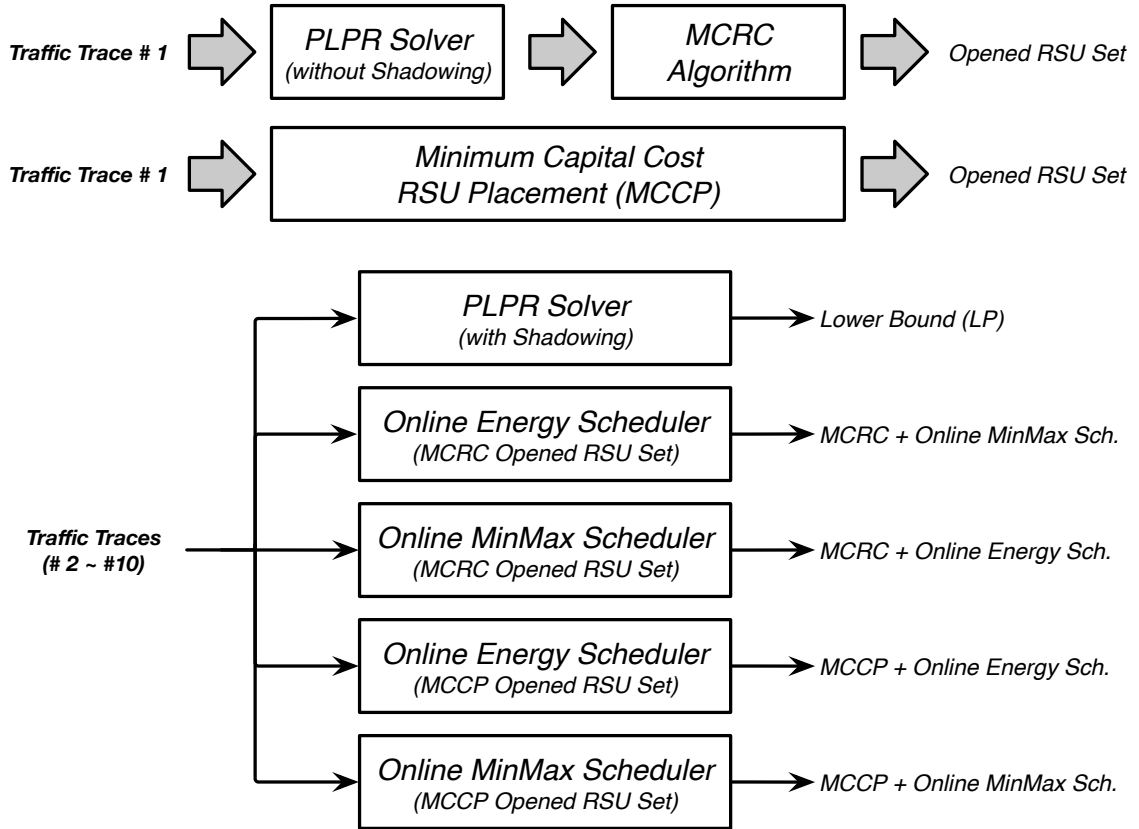 Traffic Trace # 1
PLPR Solver
(without Shadowing)
MCRC
Algorithm
Opened RSU Set
Traffic Trace # 1
Minimum Capital Cost
RSU Placement (MCCP)
Opened RSU Set
PLPR Solver
(with Shadowing)
Lower Bound (LP)
Online Energy Scheduler
(MCRC Opened RSU Set)
MCRC + Online MinMax Sch.
Traffic Traces
(# 2 ~ #10)
Online MinMax Scheduler
(MCRC Opened RSU Set)
MCRC + Online Energy Sch.
Online Energy Scheduler
(MCCP Opened RSU Set)
MCCP + Online Energy Sch.
Online MinMax Scheduler
(MCCP Opened RSU Set)
MCCP + Online MinMax Sch.